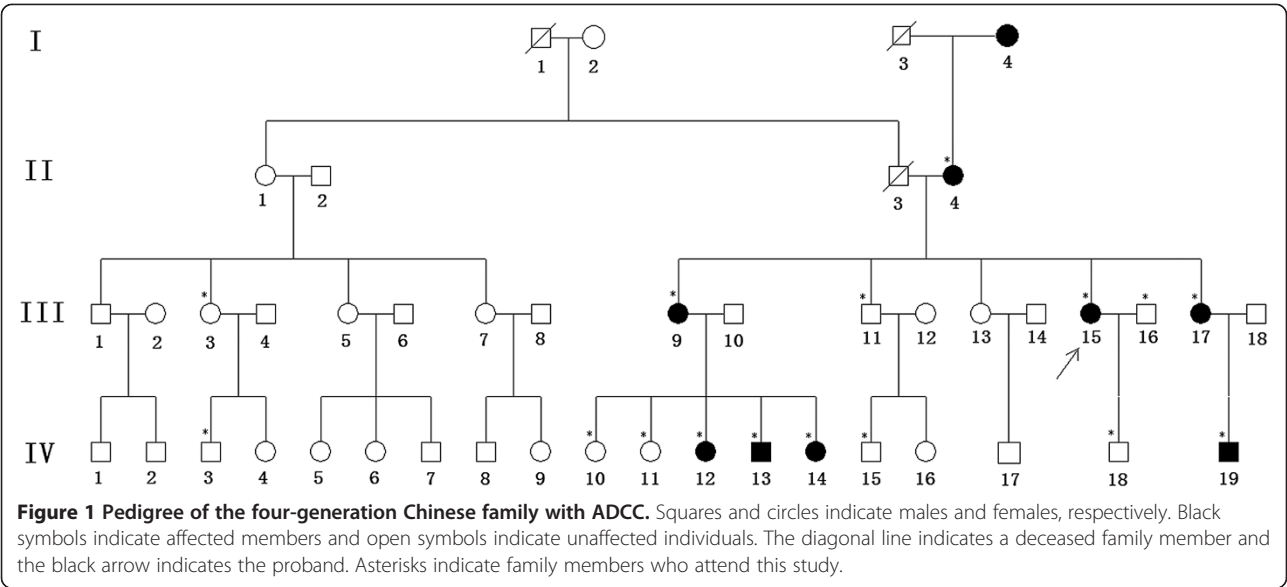 I
1 2 3 4
II
* 
1 2 3 4
III
* * * * * *
1 2 3 4 5 6 7 8 9 10 11 12 13 14 15 16 17 18
IV
* * * * * * * * *
1 2 3 4 5 6 7 8 9 10 11 12 13 14 15 16 17 18 19
Figure 1 Pedigree of the four-generation Chinese family with ADCC. Squares and circles indicate males and females, respectively. Black
symbols indicate affected members and open symbols indicate unaffected individuals. The diagonal line indicates a deceased family member and
the black arrow indicates the proband. Asterisks indicate family members who attend this study.